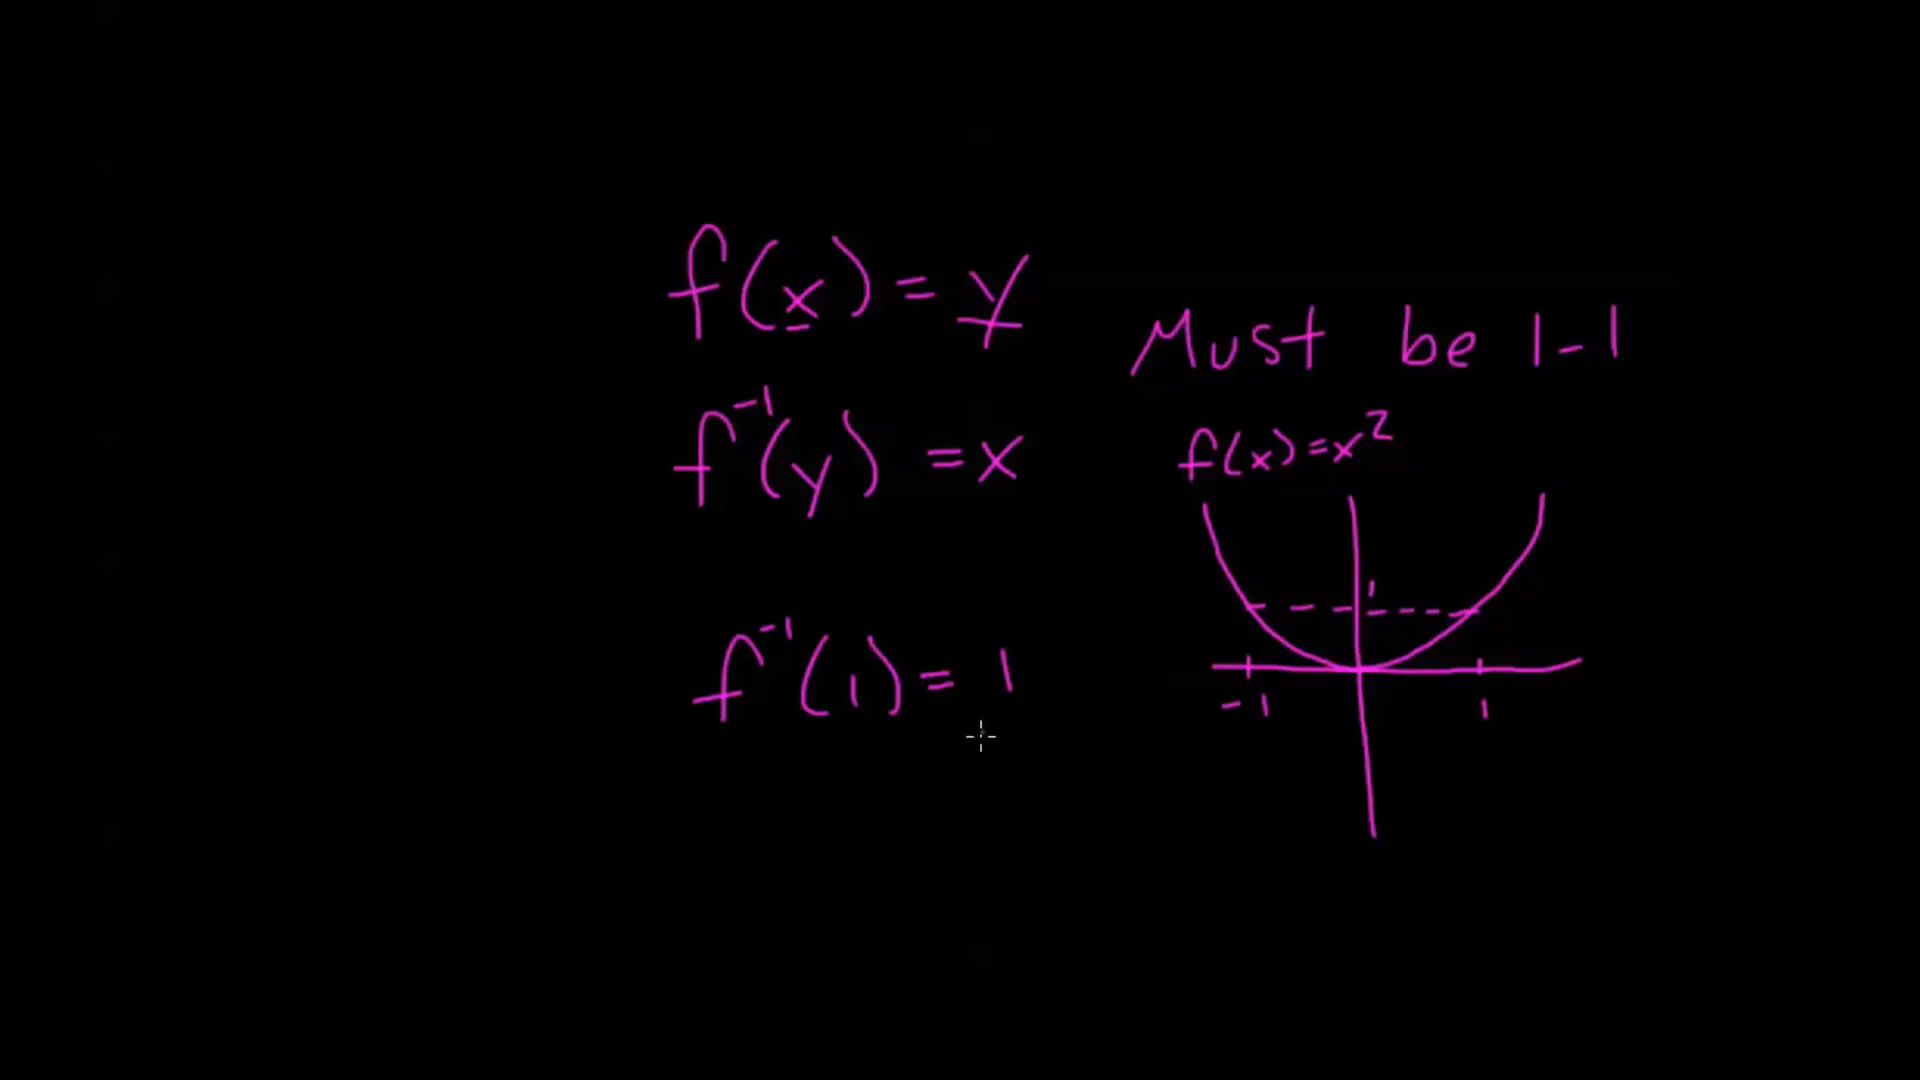 f(x) = y
f⁻¹(y) = x
f⁻¹(1) = 1
Must be 1-1
f(x) = x²
1
-1 1